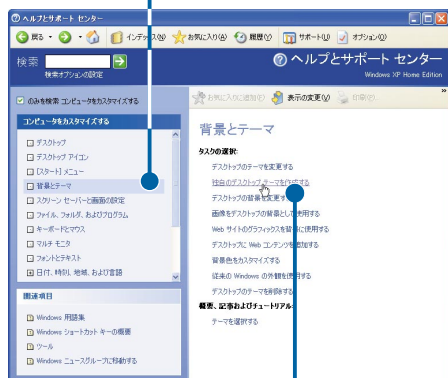 ヘルプとサポート センター
戻る
インデックス(N)
お気に入り(A)
履歴(Y)
サポート(U)
オプション(O)
検索
検索オプションの設定
ヘルプとサポート センター
Windows XP Home Edition
のみを検索 コンピュータをカスタマイズする
お気に入りに追加(F)
表示の変更(V)
印刷(P)...
コンピュータをカスタマイズする
デスクトップ
デスクトップ アイコン
[スタート] メニュー
背景とテーマ
スクリーン セーバーと画面の設定
ファイル、フォルダ、およびプログラム
キーボードとマウス
マルチ モニタ
フォントとテキスト
日付、時刻、地域、および言語
関連項目
Windows 用語集
Windows ショートカット キーの概要
ツール
Windows ニュースグループに移動する
背景とテーマ
タスクの選択:
デスクトップのテーマを変更する
独自のデスクトップ テーマを作成する
デスクトップの背景を変更する
画像をデスクトップの背景として使用する
Web サイトのグラフィックスを背景に使用する
デスクトップに Web コンテンツを追加する
背景色をカスタマイズする
従来の Windows の外観を使用する
デスクトップのテーマを削除する
概要、記事およびチュートリアル:
テーマを選択する